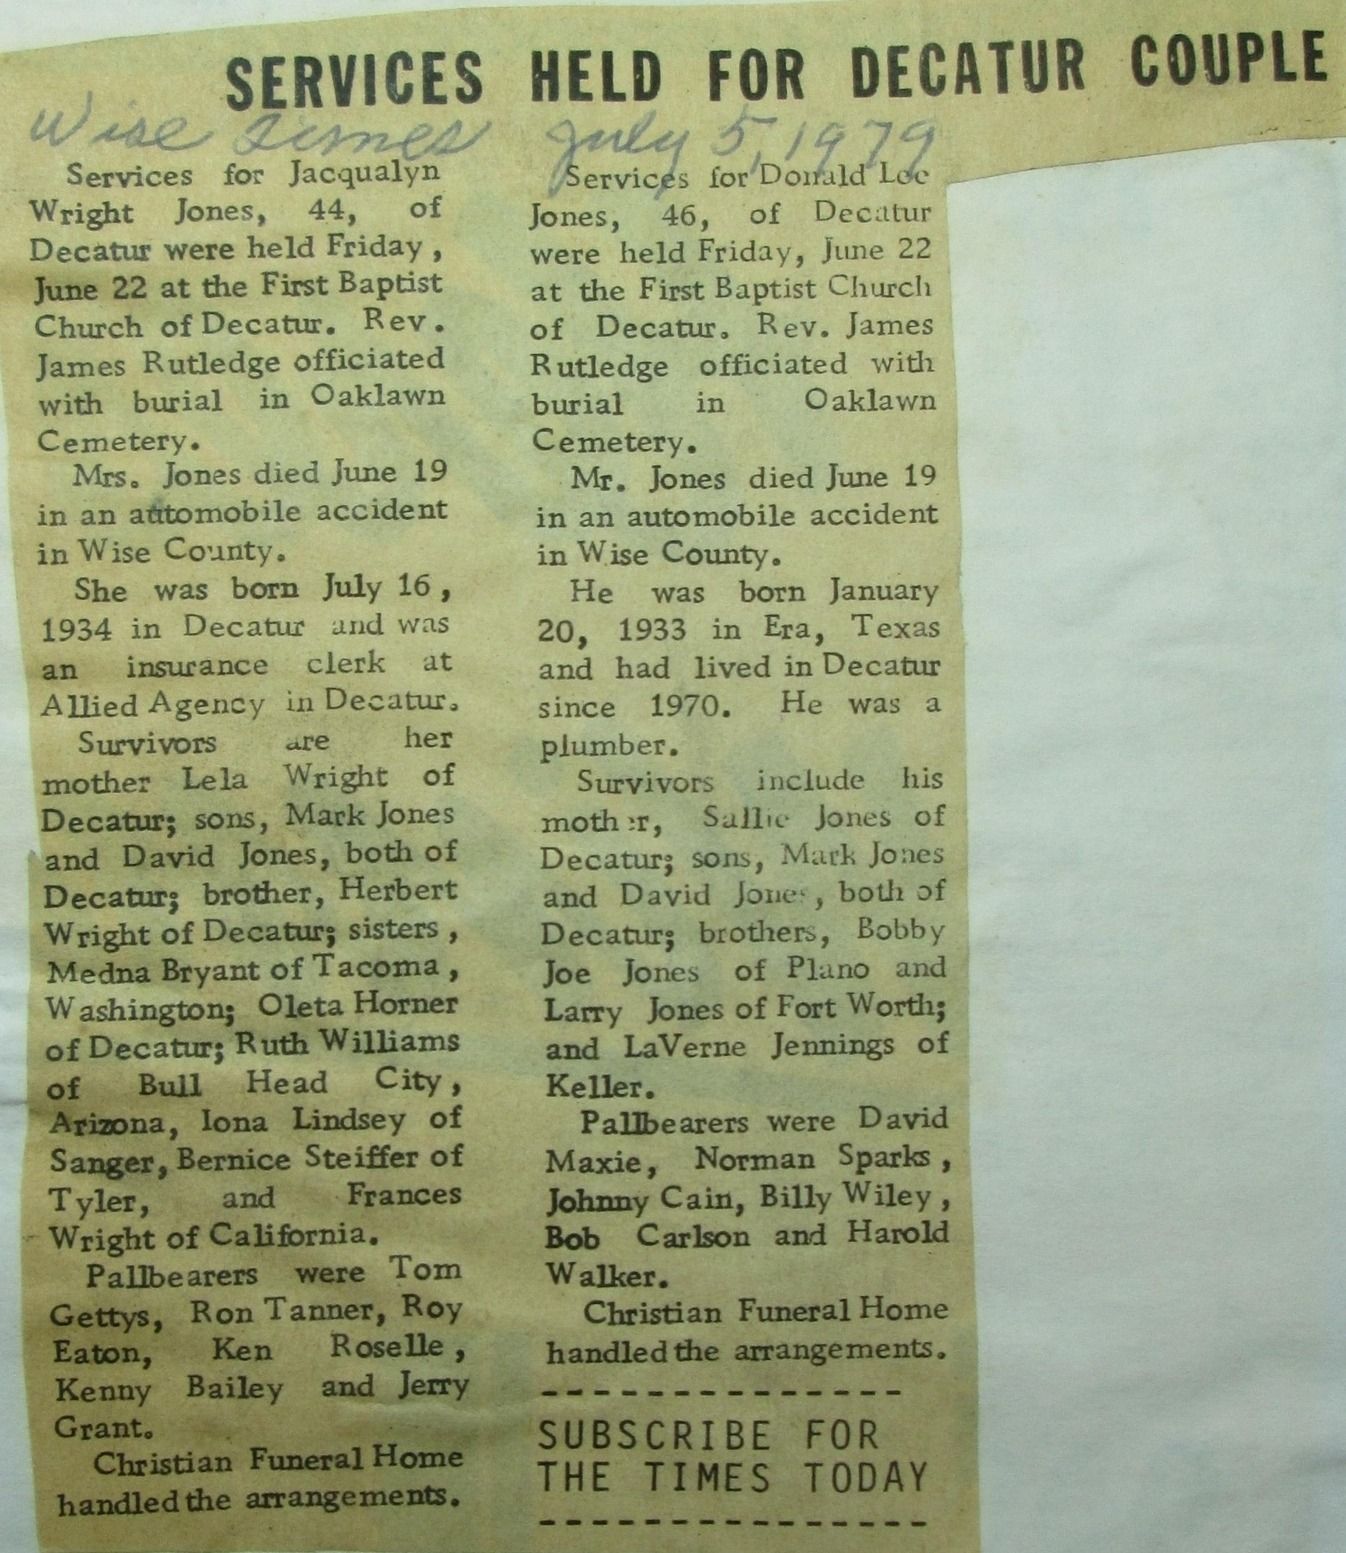 SERVICES HELD FOR DECATUR COUPLE
Wise Times July 5, 1979
Services for Jacqualyn
Wright Jones, 44, of
Decatur were held Friday,
June 22 at the First Baptist
Church of Decatur. Rev.
James Rutledge officiated
with burial in Oaklawn
Cemetery.
Mrs. Jones died June 19
in an automobile accident
in Wise County.
She was born July 16,
1934 in Decatur and was
an insurance clerk at
Allied Agency in Decatur.
Survivors are her
mother Lela Wright of
Decatur; sons, Mark Jones
and David Jones, both of
Decatur; brother, Herbert
Wright of Decatur; sisters,
Medna Bryant of Tacoma,
Washington; Oleta Horner
of Decatur; Ruth Williams
of Bull Head City,
Arizona, Iona Lindsey of
Sanger, Bernice Steiffer of
Tyler, and Frances
Wright of California.
Pallbearers were Tom
Gettys, Ron Tanner, Roy
Eaton, Ken Roselle,
Kenny Bailey and Jerry
Grant.
Christian Funeral Home
handled the arrangements.
Services for Donald Lee
Jones, 46, of Decatur
were held Friday, June 22
at the First Baptist Church
of Decatur. Rev. James
Rutledge officiated with
burial in Oaklawn
Cemetery.
Mr. Jones died June 19
in an automobile accident
in Wise County.
He was born January
20, 1933 in Era, Texas
and had lived in Decatur
since 1970. He was a
plumber.
Survivors include his
mother, Sallie Jones of
Decatur; sons, Mark Jones
and David Jones, both of
Decatur; brothers, Bobby
Joe Jones of Plano and
Larry Jones of Fort Worth;
and LaVerne Jennings of
Keller.
Pallbearers were David
Maxie, Norman Sparks,
Johnny Cain, Billy Wiley,
Bob Carlson and Harold
Walker.
Christian Funeral Home
handled the arrangements.
SUBSCRIBE FOR
THE TIMES TODAY